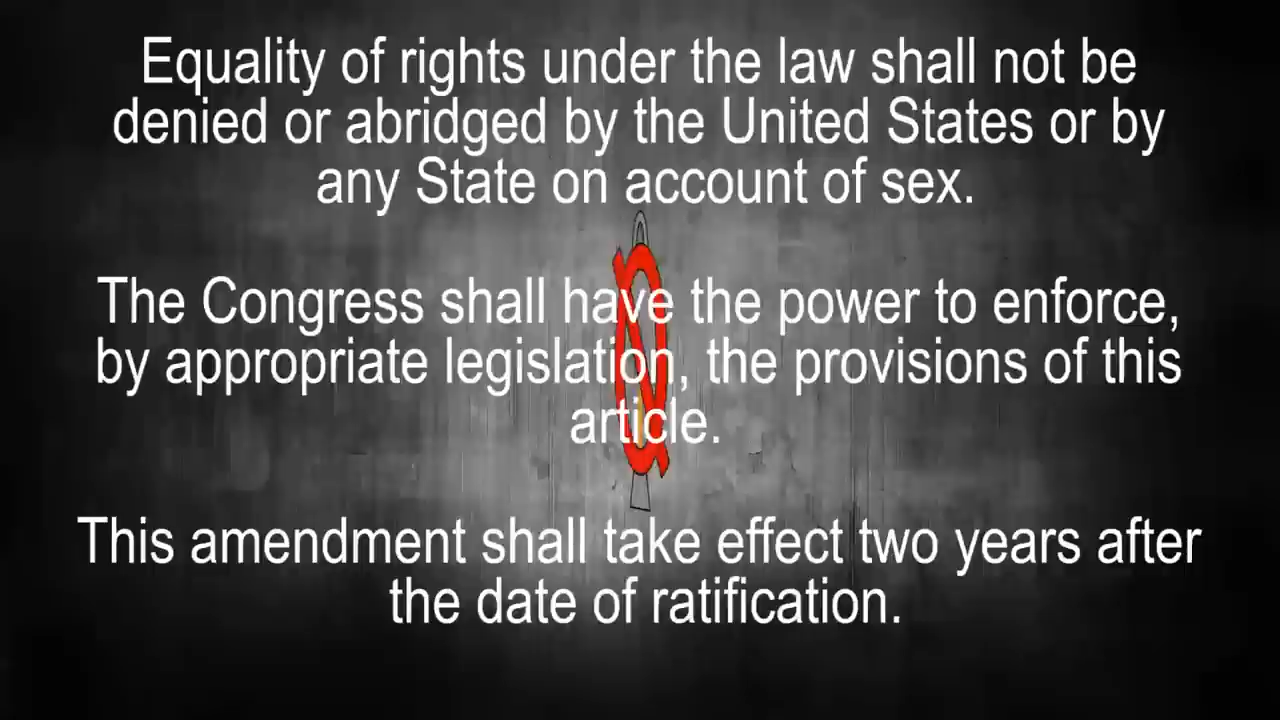 Equality of rights under the law shall not be
denied or abridged by the United States or by
any State on account of sex.
The Congress shall have the power to enforce,
by appropriate legislation, the provisions of this
article.
This amendment shall take effect two years after
the date of ratification.